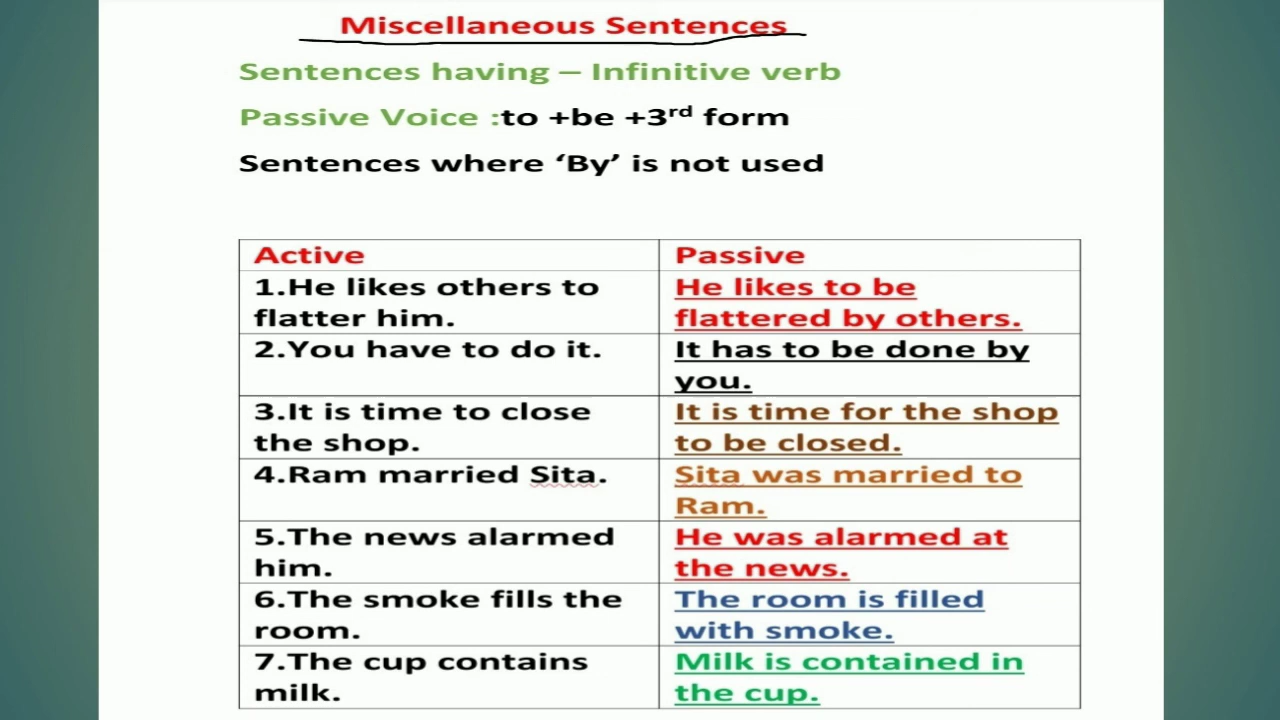 Miscellaneous Sentences
Sentences having – Infinitive verb
Passive Voice :to +be +3rd form
Sentences where ‘By’ is not used
Active
Passive
1.He likes others to
flatter him.
He likes to be
flattered by others.
2.You have to do it.
It has to be done by
you.
3.It is time to close
the shop.
It is time for the shop
to be closed.
4.Ram married Sita.
Sita was married to
Ram.
5.The news alarmed
him.
He was alarmed at
the news.
6.The smoke fills the
room.
The room is filled
with smoke.
7.The cup contains
milk.
Milk is contained in
the cup.